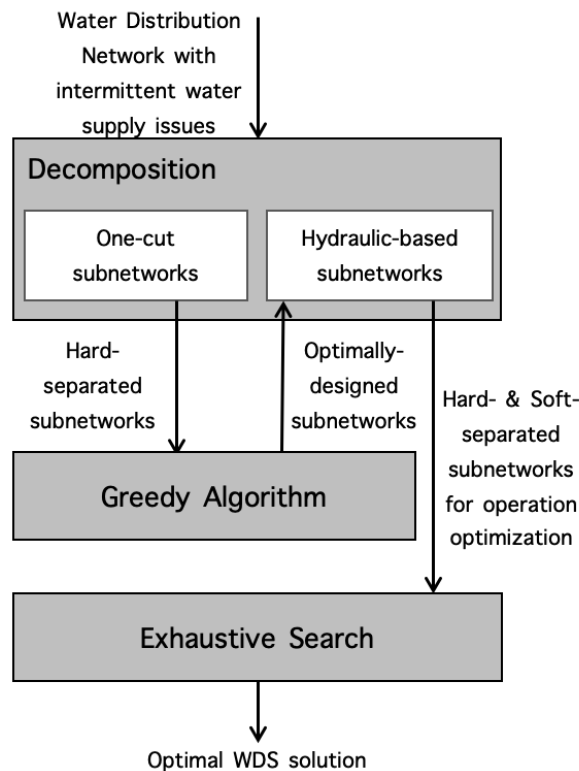 Water Distribution
Network with
intermittent water
supply issues
Decomposition
One-cut
subnetworks
Hydraulic-based
subnetworks
Hard-
separated
subnetworks
Optimally-
designed
subnetworks
Hard- & Soft-
separated
subnetworks
for operation
optimization
Greedy Algorithm
Exhaustive Search
Optimal WDS solution